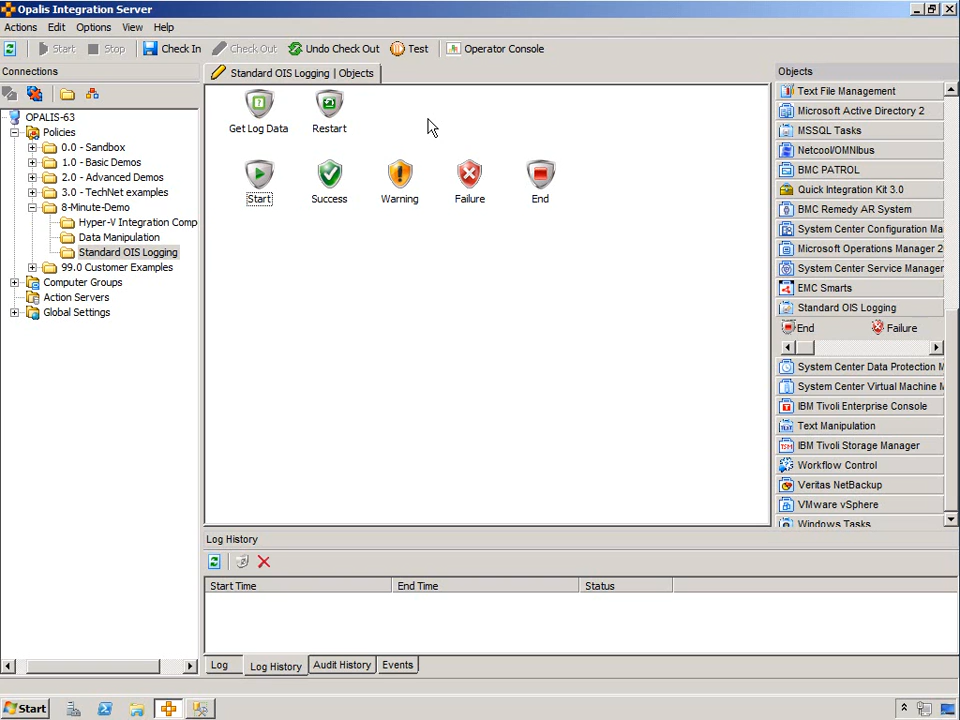 Opalis Integration Server
Actions Edit Options View Help
Start Stop Check In Check Out Undo Check Out Test Operator Console
Connections
OPALIS-63
Policies
0.0 - Sandbox
1.0 - Basic Demos
2.0 - Advanced Demos
3.0 - TechNet examples
8-Minute-Demo
Hyper-V Integration Comp
Data Manipulation
Standard OIS Logging
99.0 Customer Examples
Computer Groups
Action Servers
Global Settings
Standard OIS Logging | Objects
Get Log Data Restart
Start Success Warning Failure End
Objects
Text File Management
Microsoft Active Directory 2
MSSQL Tasks
Netcool/OMNIbus
BMC PATROL
Quick Integration Kit 3.0
BMC Remedy AR System
System Center Configuration Ma
Microsoft Operations Manager 2
System Center Service Manager
EMC Smarts
Standard OIS Logging
End Failure
System Center Data Protection M
System Center Virtual Machine M
IBM Tivoli Enterprise Console
Text Manipulation
IBM Tivoli Storage Manager
Workflow Control
Veritas NetBackup
VMware vSphere
Windows Tasks
Log History
Start Time End Time Status
Log Log History Audit History Events
Start